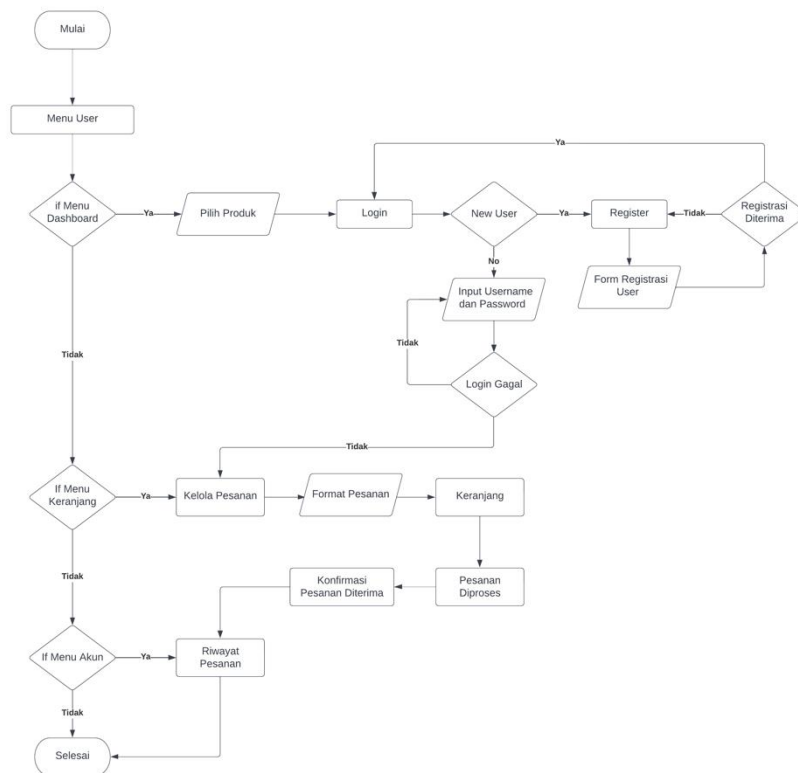 Mulai
Menu User
Ya
if Menu
Dashboard
Ya
Pilih Produk
Login
New User
Ya
Register
Tidak
Registrasi
Diterima
No
Form Registrasi
User
Input Username
dan Password
Tidak
Tidak
Login Gagal
Tidak
If Menu
Keranjang
Ya
Kelola Pesanan
Format Pesanan
Keranjang
Tidak
Konfirmasi
Pesanan Diterima
Pesanan
Diproses
If Menu Akun
Ya
Riwayat
Pesanan
Tidak
Selesai